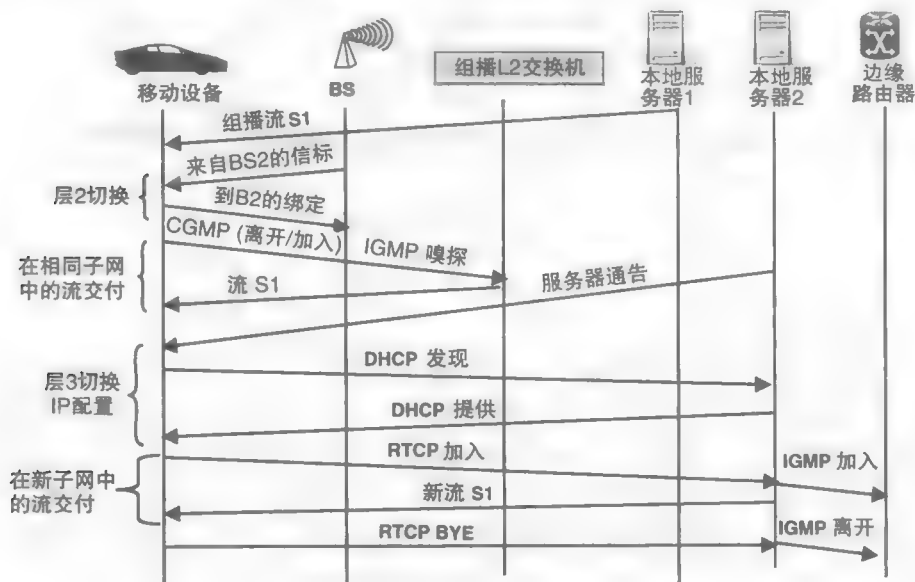 移动设备
BS
组播L2交换机
本地服
务器1
本地服
务器2
边缘
路由器
组播流 S1
来自BS2的信标
层2切换
到B2的绑定
CGMP (离开/加入)
IGMP 嗅探
在相同子网
中的流交付
流 S1
服务器通告
层3切换
IP配置
DHCP 发现
DHCP 提供
RTCP 加入
IGMP 加入
在新子网中
的流交付
新流 S1
RTCP BYE
IGMP 离开